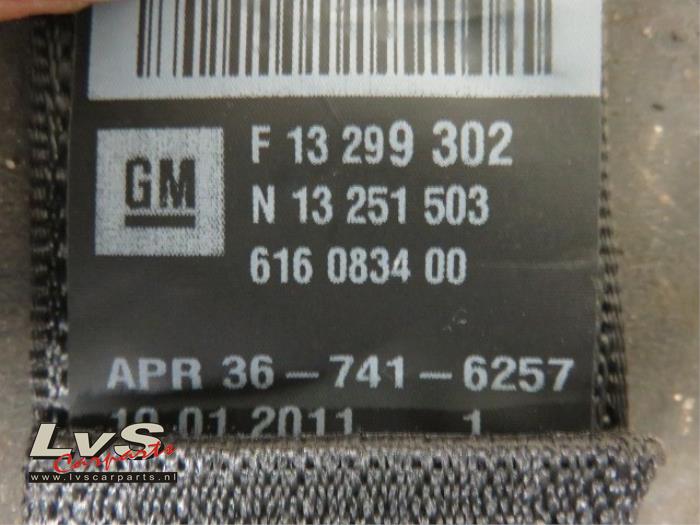 F 13 299 302
GM
N 13 251 503
616 0834 00
APR 36-741-6257
10.01.2011 1
LvS
Carparts
www.lvscarparts.nl